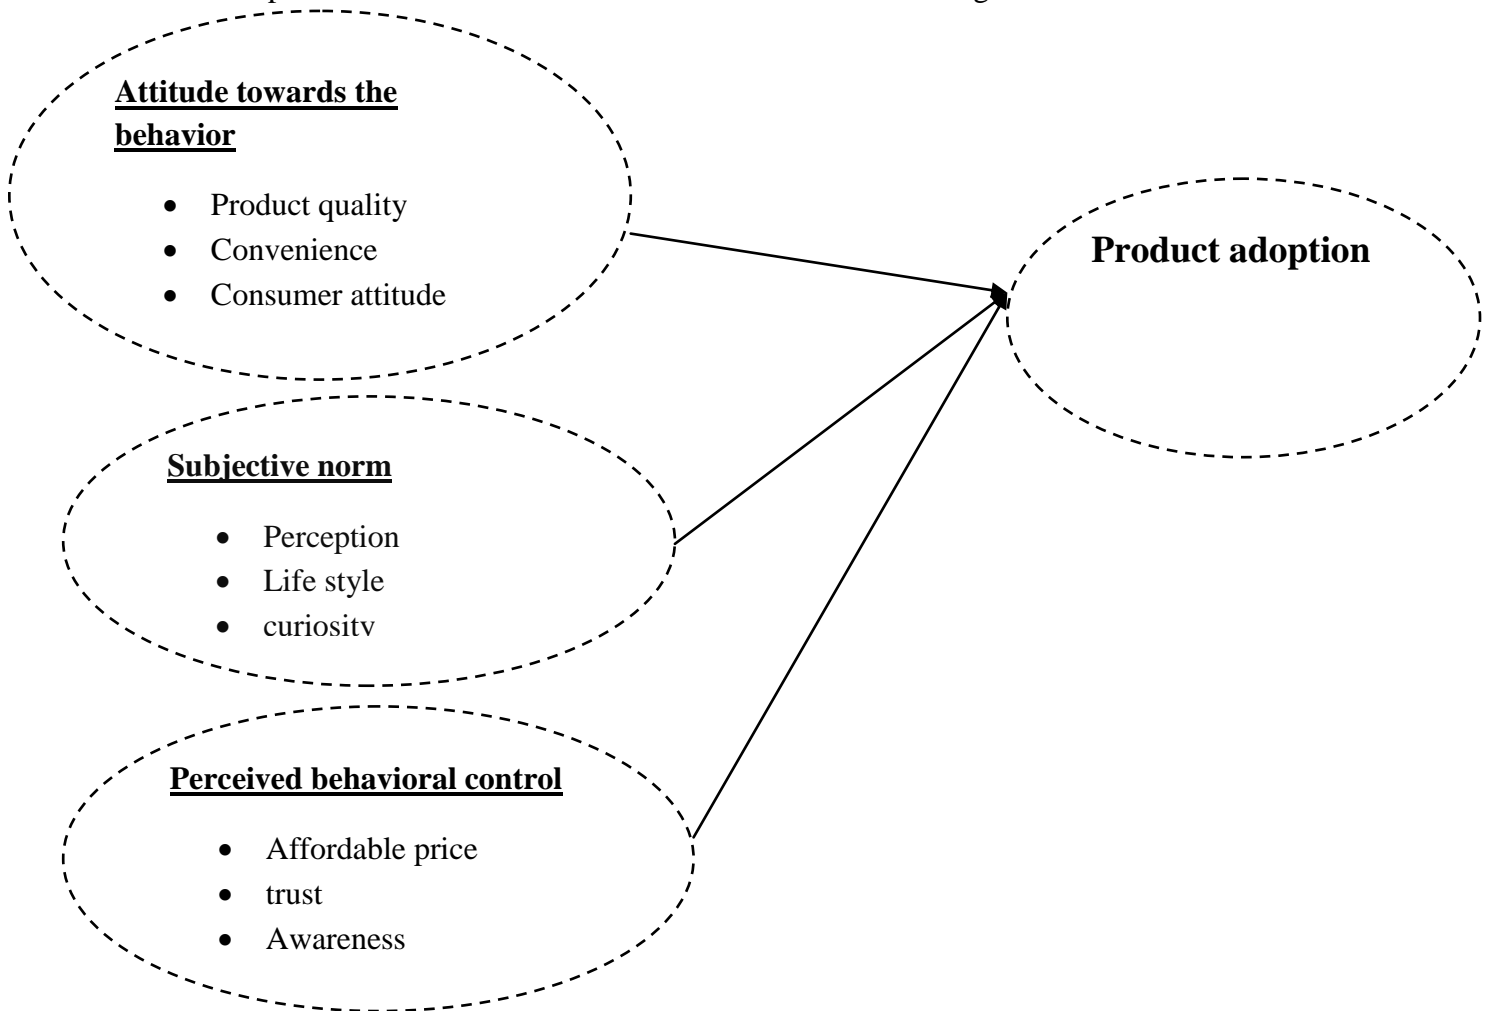 Attitude towards the
behavior
• Product quality
• Convenience
• Consumer attitude
Product adoption
Subjective norm
• Perception
• Life style
• curiosity
Perceived behavioral control
• Affordable price
• trust
• Awareness